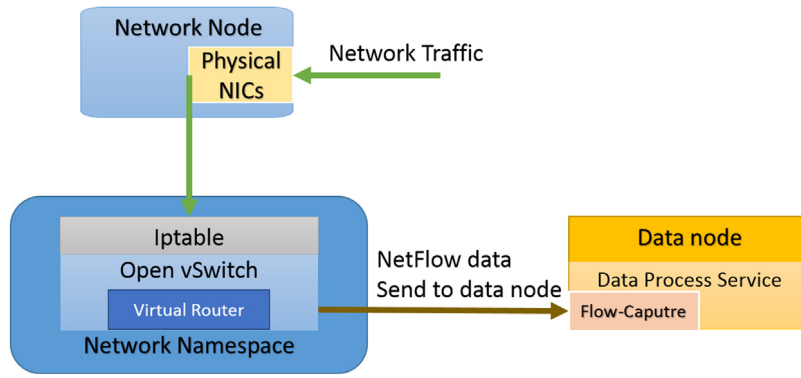 Network Node
Physical
NICs
Network Traffic
Iptable
Open vSwitch
Virtual Router
Network Namespace
NetFlow data
Send to data node
Data node
Data Process Service
Flow-Caputre